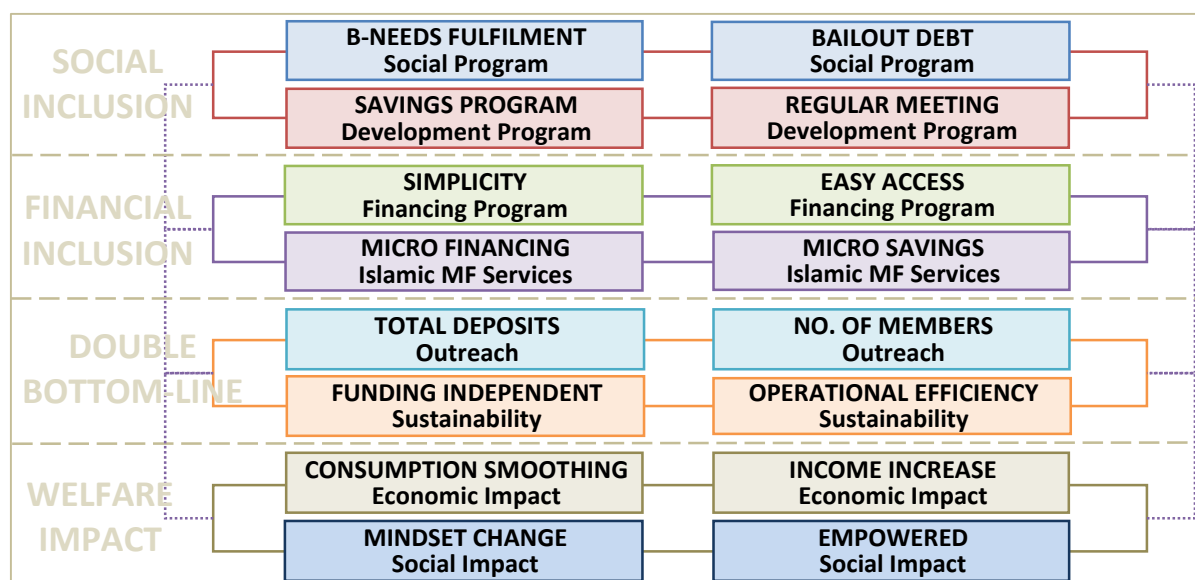 SOCIAL
INCLUSION
B-NEEDS FULFILMENT
Social Program
BAILOUT DEBT
Social Program
SAVINGS PROGRAM
Development Program
REGULAR MEETING
Development Program
FINANCIAL
INCLUSION
SIMPLICITY
Financing Program
EASY ACCESS
Financing Program
MICRO FINANCING
Islamic MF Services
MICRO SAVINGS
Islamic MF Services
DOUBLE
BOTTOM-LINE
TOTAL DEPOSITS
Outreach
NO. OF MEMBERS
Outreach
FUNDING INDEPENDENT
Sustainability
OPERATIONAL EFFICIENCY
Sustainability
WELFARE
IMPACT
CONSUMPTION SMOOTHING
Economic Impact
INCOME INCREASE
Economic Impact
MINDSET CHANGE
Social Impact
EMPOWERED
Social Impact